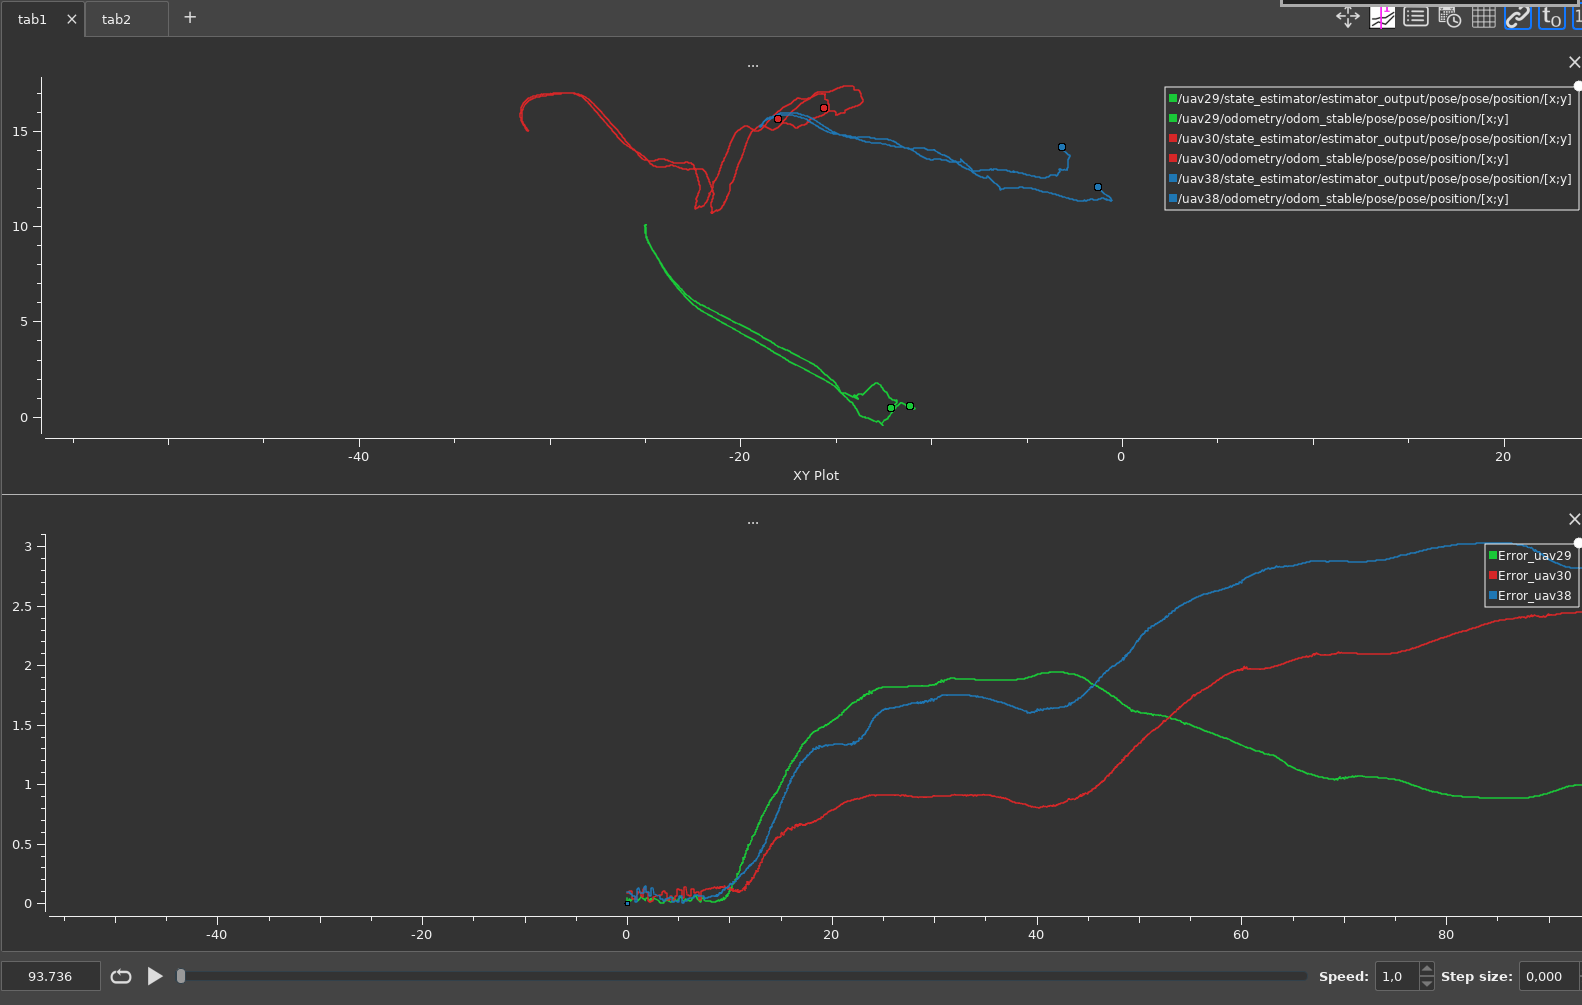 tab1 × tab2 +
...
/uav29/state_estimator/estimator_output/pose/pose/position/[x;y]
/uav29/odometry/odom_stable/pose/pose/position/[x;y]
/uav30/state_estimator/estimator_output/pose/pose/position/[x;y]
/uav30/odometry/odom_stable/pose/pose/position/[x;y]
/uav38/state_estimator/estimator_output/pose/pose/position/[x;y]
/uav38/odometry/odom_stable/pose/pose/position/[x;y]
15
10
5
0
-40 -20 0 20
XY Plot
...
Error_uav29
Error_uav30
Error_uav38
3
2.5
2
1.5
1
0.5
0
-40 -20 0 20 40 60 80
93.736 Speed: 1,0 Step size: 0,000